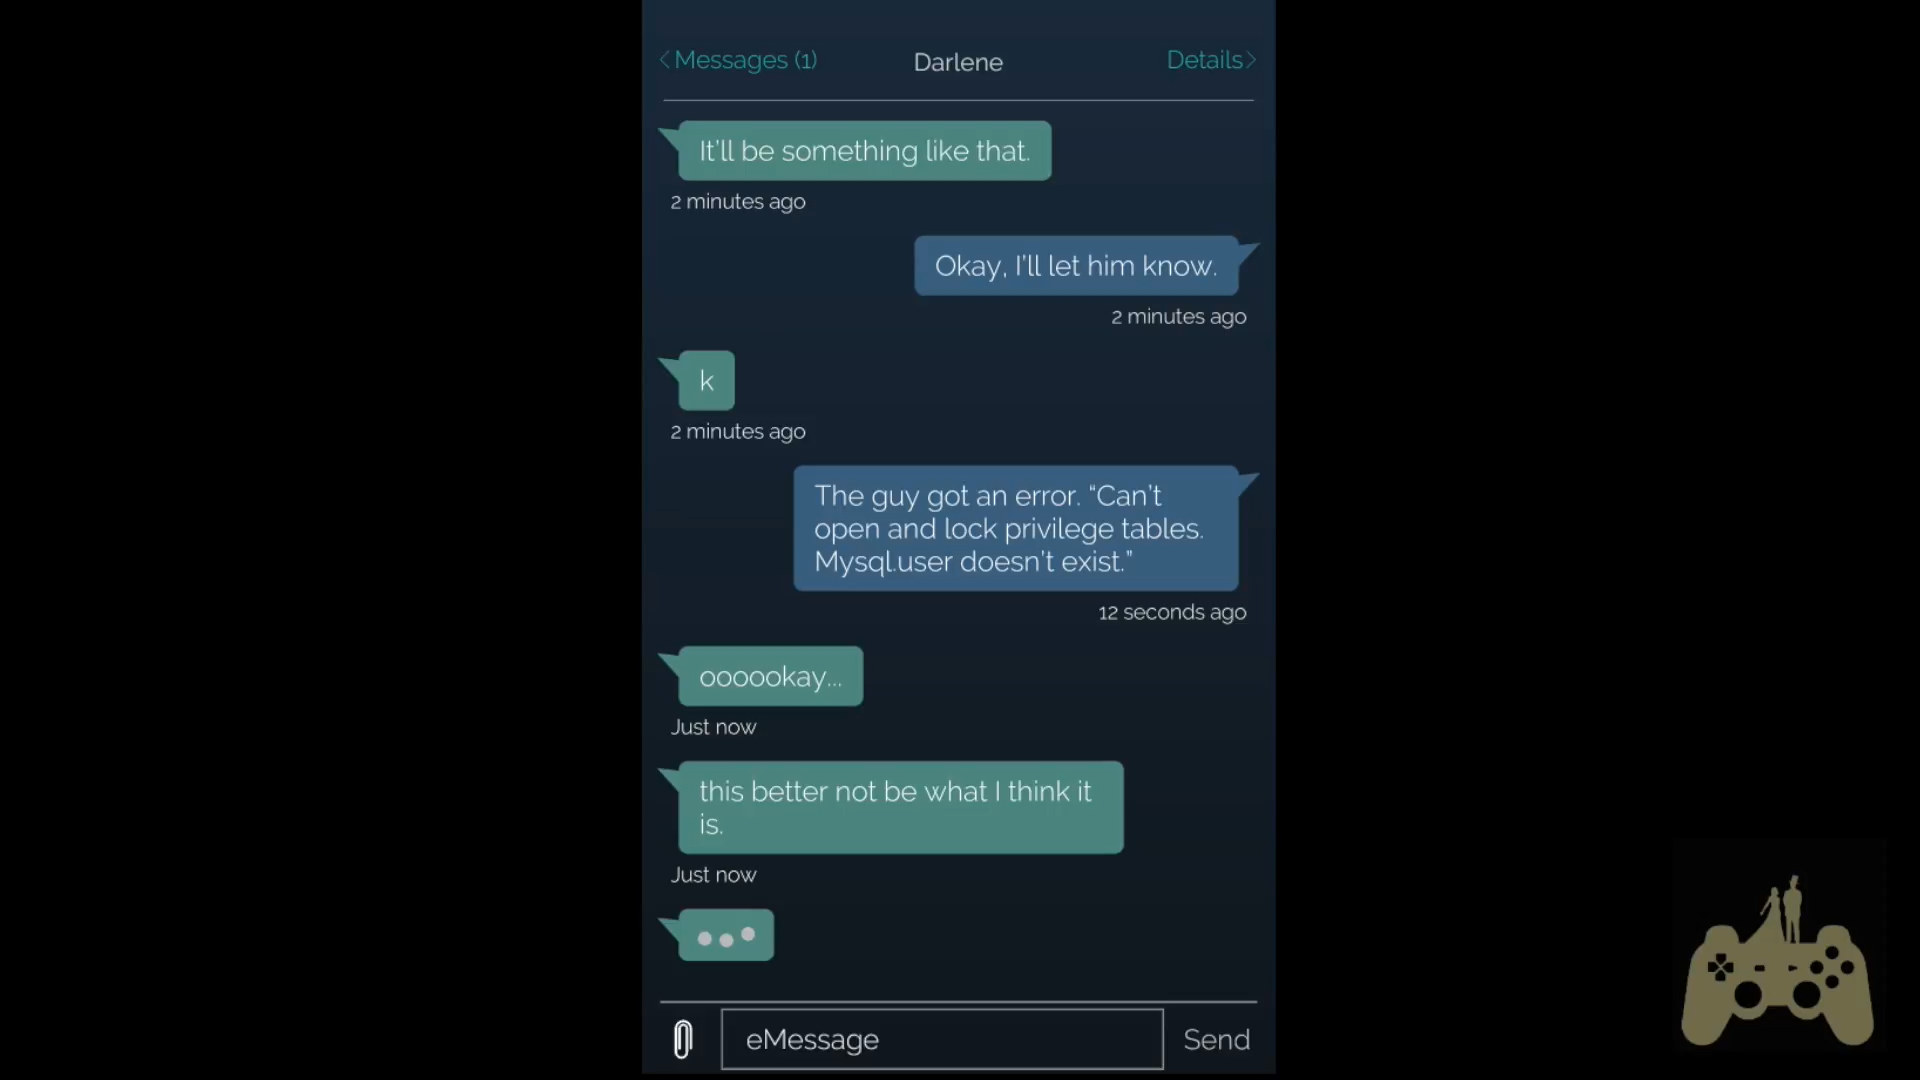 Messages (1)
Darlene
Details
It'll be something like that.
2 minutes ago
Okay, I'll let him know.
2 minutes ago
k
2 minutes ago
The guy got an error. “Can't
open and lock privilege tables.
Mysql.user doesn't exist.”
12 seconds ago
oooookay...
Just now
this better not be what I think it
is.
Just now
eMessage
Send